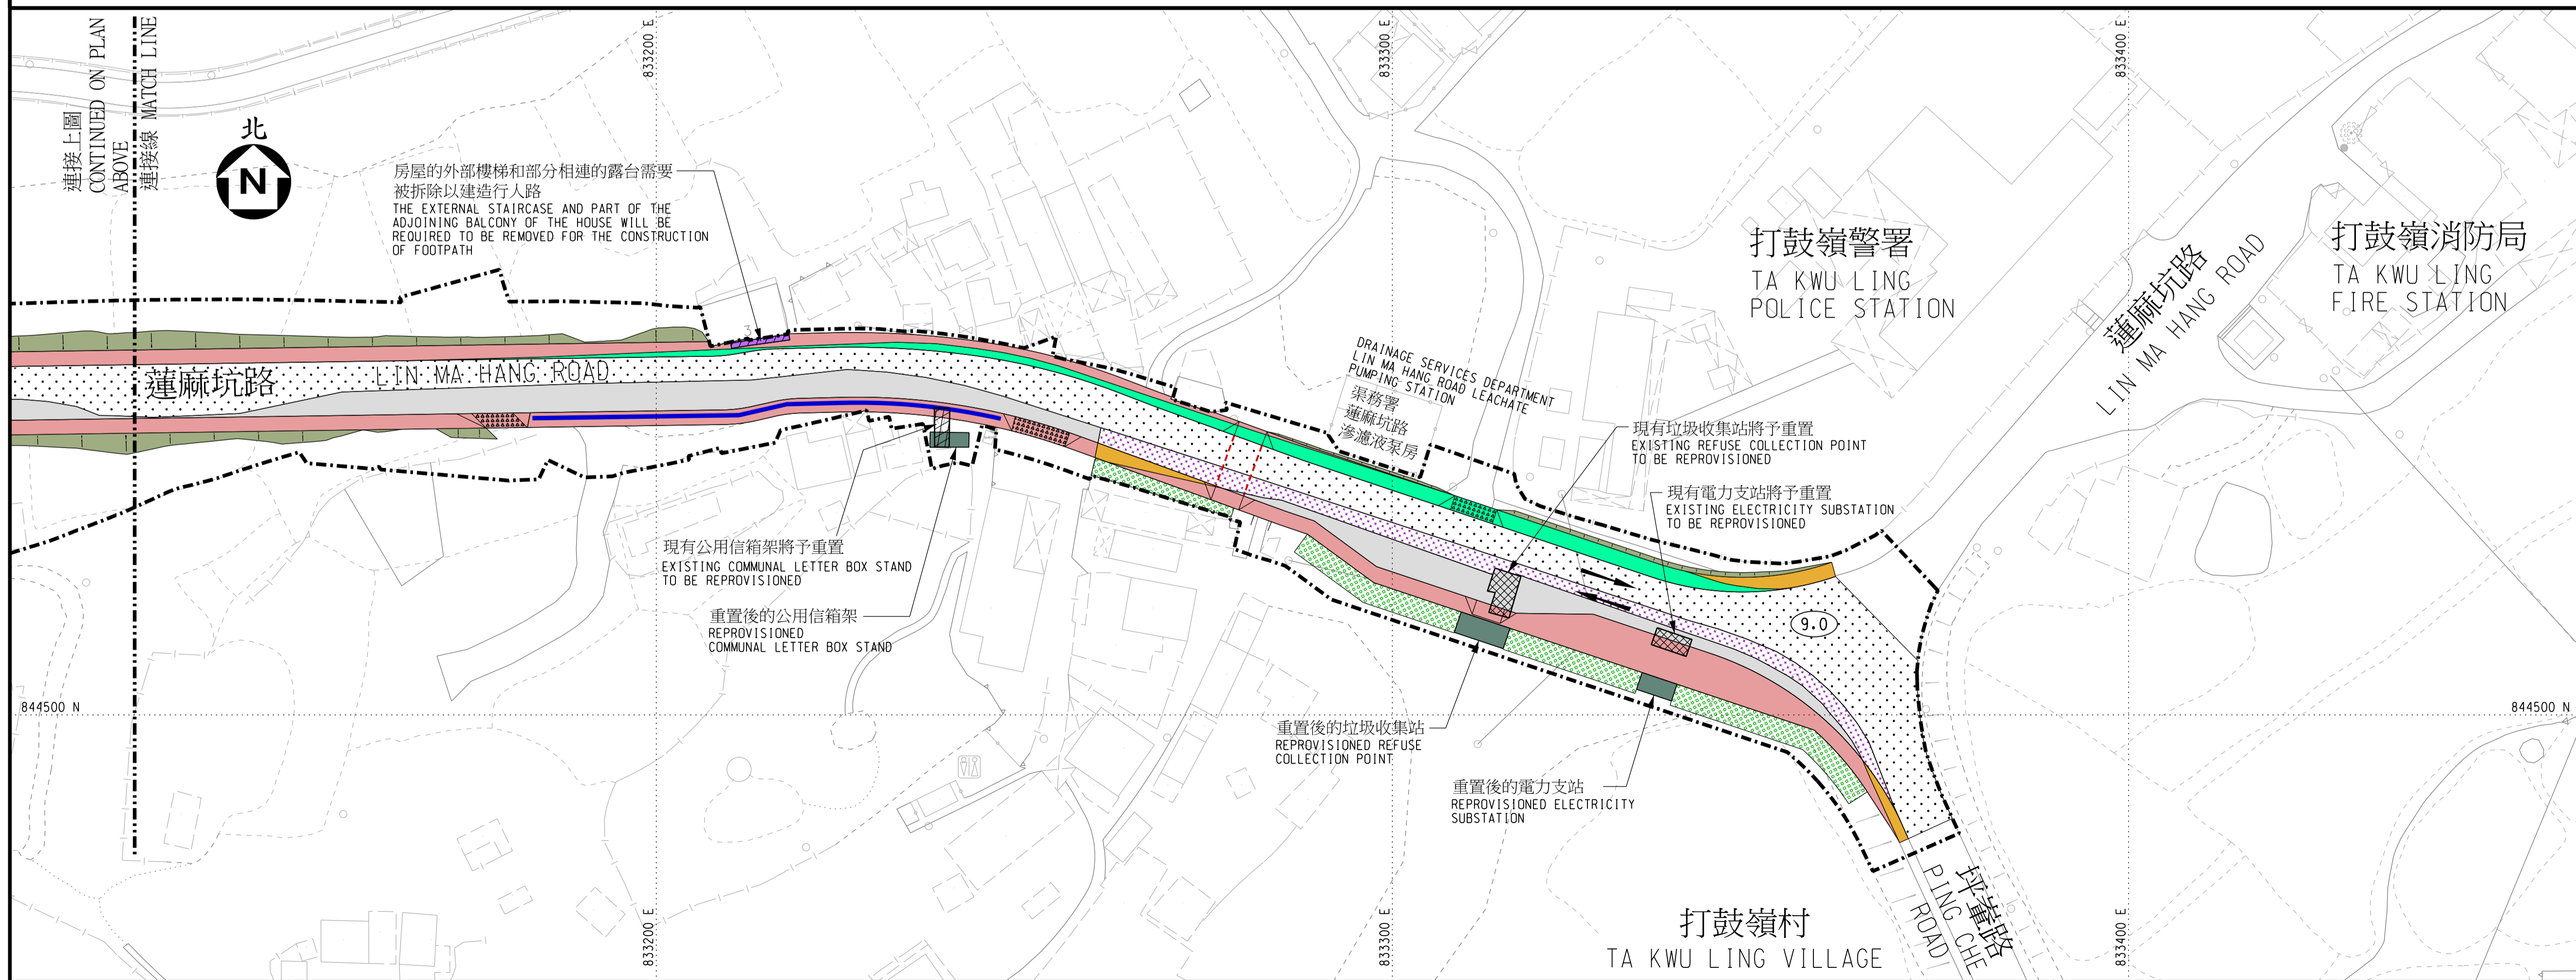 連接上圖
CONTINUED ON PLAN
ABOVE
連接線 MATCH LINE
北
N
833200 E
833300 E
833400 E
房屋的外部樓梯和部分相連的露台需要
被拆除以建造行人路
THE EXTERNAL STAIRCASE AND PART OF THE
ADJOINING BALCONY OF THE HOUSE WILL BE
REQUIRED TO BE REMOVED FOR THE CONSTRUCTION
OF FOOTPATH
打鼓嶺警署
TA KWU LING
POLICE STATION
蓮麻坑路
LIN MA HANG ROAD
打鼓嶺消防局
TA KWU LING
FIRE STATION
蓮麻坑路
LIN MA HANG ROAD
3
DRAINAGE SERVICES DEPARTMENT
LIN MA HANG ROAD LEACHATE
PUMPING STATION
渠務署
蓮麻坑路
滲濾液泵房
現有垃圾收集站將予重置
EXISTING REFUSE COLLECTION POINT
TO BE REPROVISIONED
現有電力支站將予重置
EXISTING ELECTRICITY SUBSTATION
TO BE REPROVISIONED
現有公用信箱架將予重置
EXISTING COMMUNAL LETTER BOX STAND
TO BE REPROVISIONED
重置後的公用信箱架
REPROVISIONED
COMMUNAL LETTER BOX STAND
9.0
844500 N
844500 N
重置後的垃圾收集站
REPROVISIONED REFUSE
COLLECTION POINT
重置後的電力支站
REPROVISIONED ELECTRICITY
SUBSTATION
坪輋路
PING CHE
ROAD
打鼓嶺村
TA KWU LING VILLAGE
833200 E
833300 E
833400 E